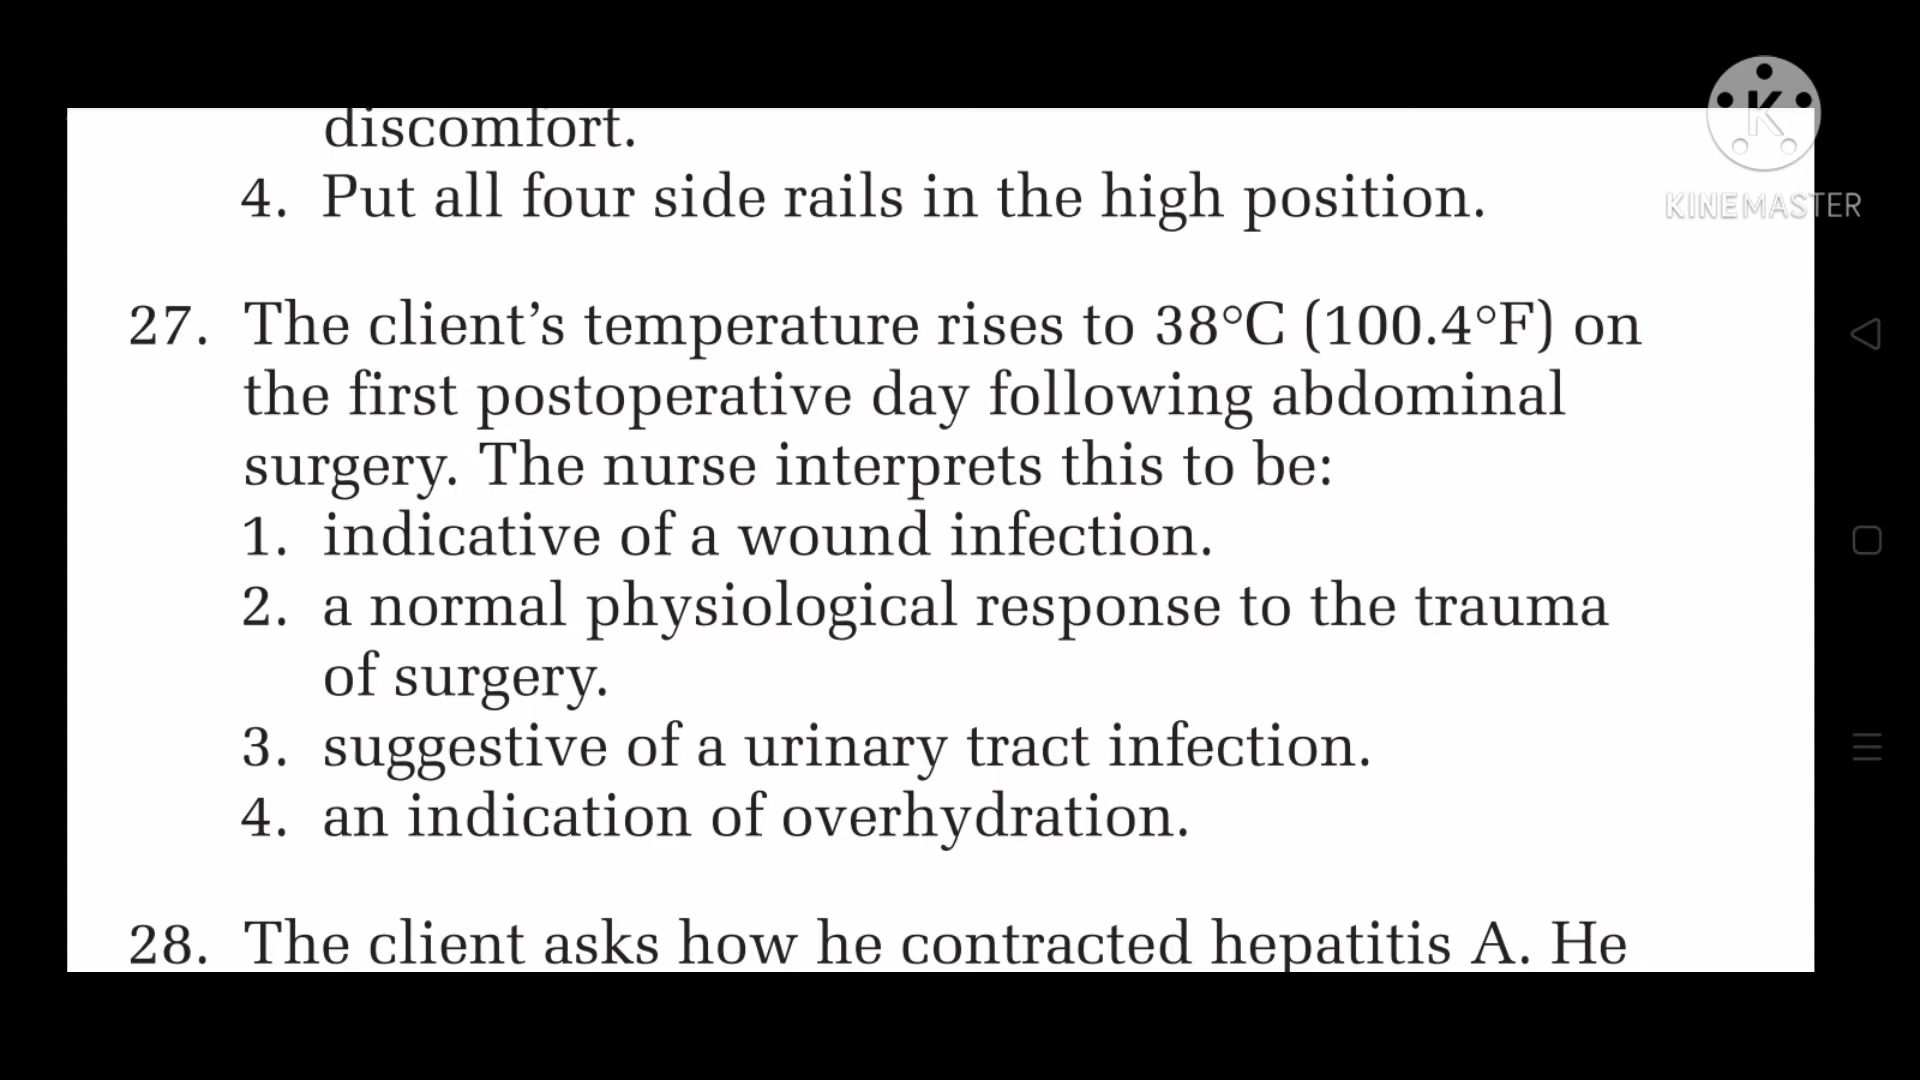 discomfort.
4. Put all four side rails in the high position.
27. The client’s temperature rises to 38°C (100.4°F) on
the first postoperative day following abdominal
surgery. The nurse interprets this to be:
1. indicative of a wound infection.
2. a normal physiological response to the trauma
of surgery.
3. suggestive of a urinary tract infection.
4. an indication of overhydration.
28. The client asks how he contracted hepatitis A. He
K
KINEMASTER